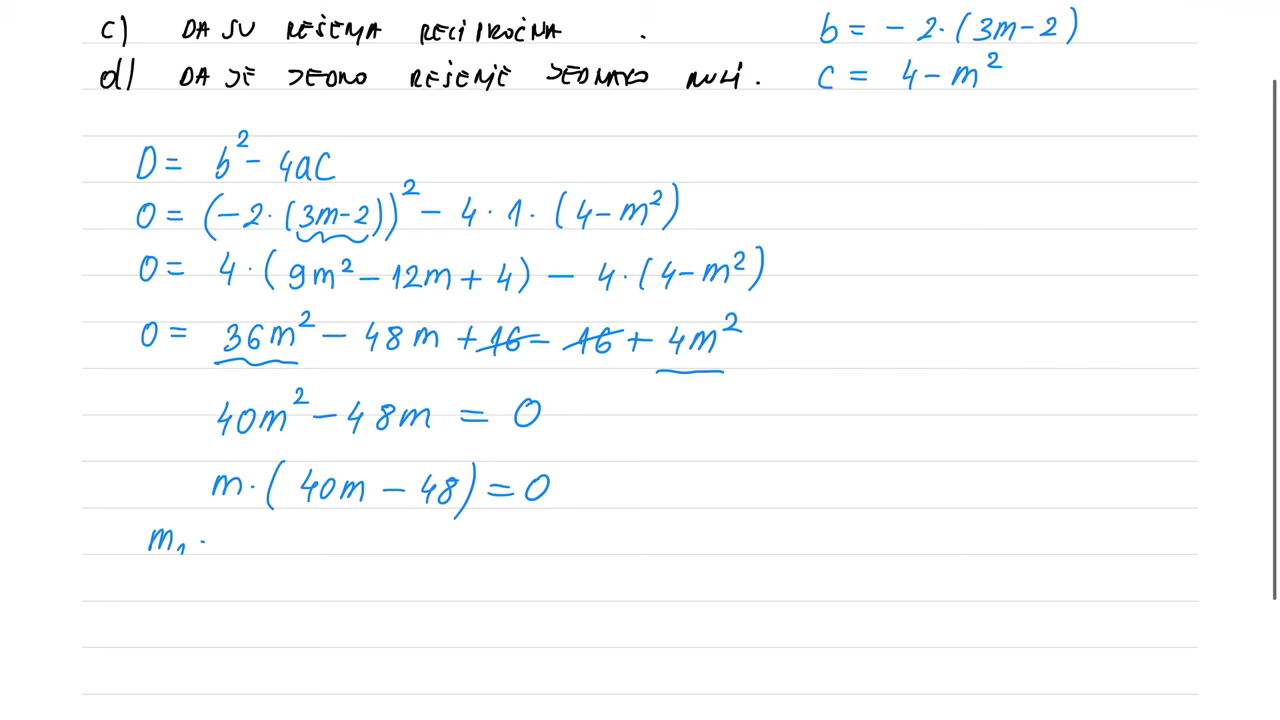 c) DA SU REŠENJA RECIPROČNA .
b = - 2 · (3m - 2)
d) DA JE JEDNO REŠENJE JEDNAKO NULI .
c = 4 - m²
D = b² - 4ac
0 = (-2 · (3m-2))² - 4 · 1 · (4-m²)
0 = 4 · (9m² - 12m + 4) - 4 · (4-m²)
0 = 36m² - 48m + 16 - 16 + 4m²
40m² - 48m = 0
m · (40m - 48) = 0
m₁ ·